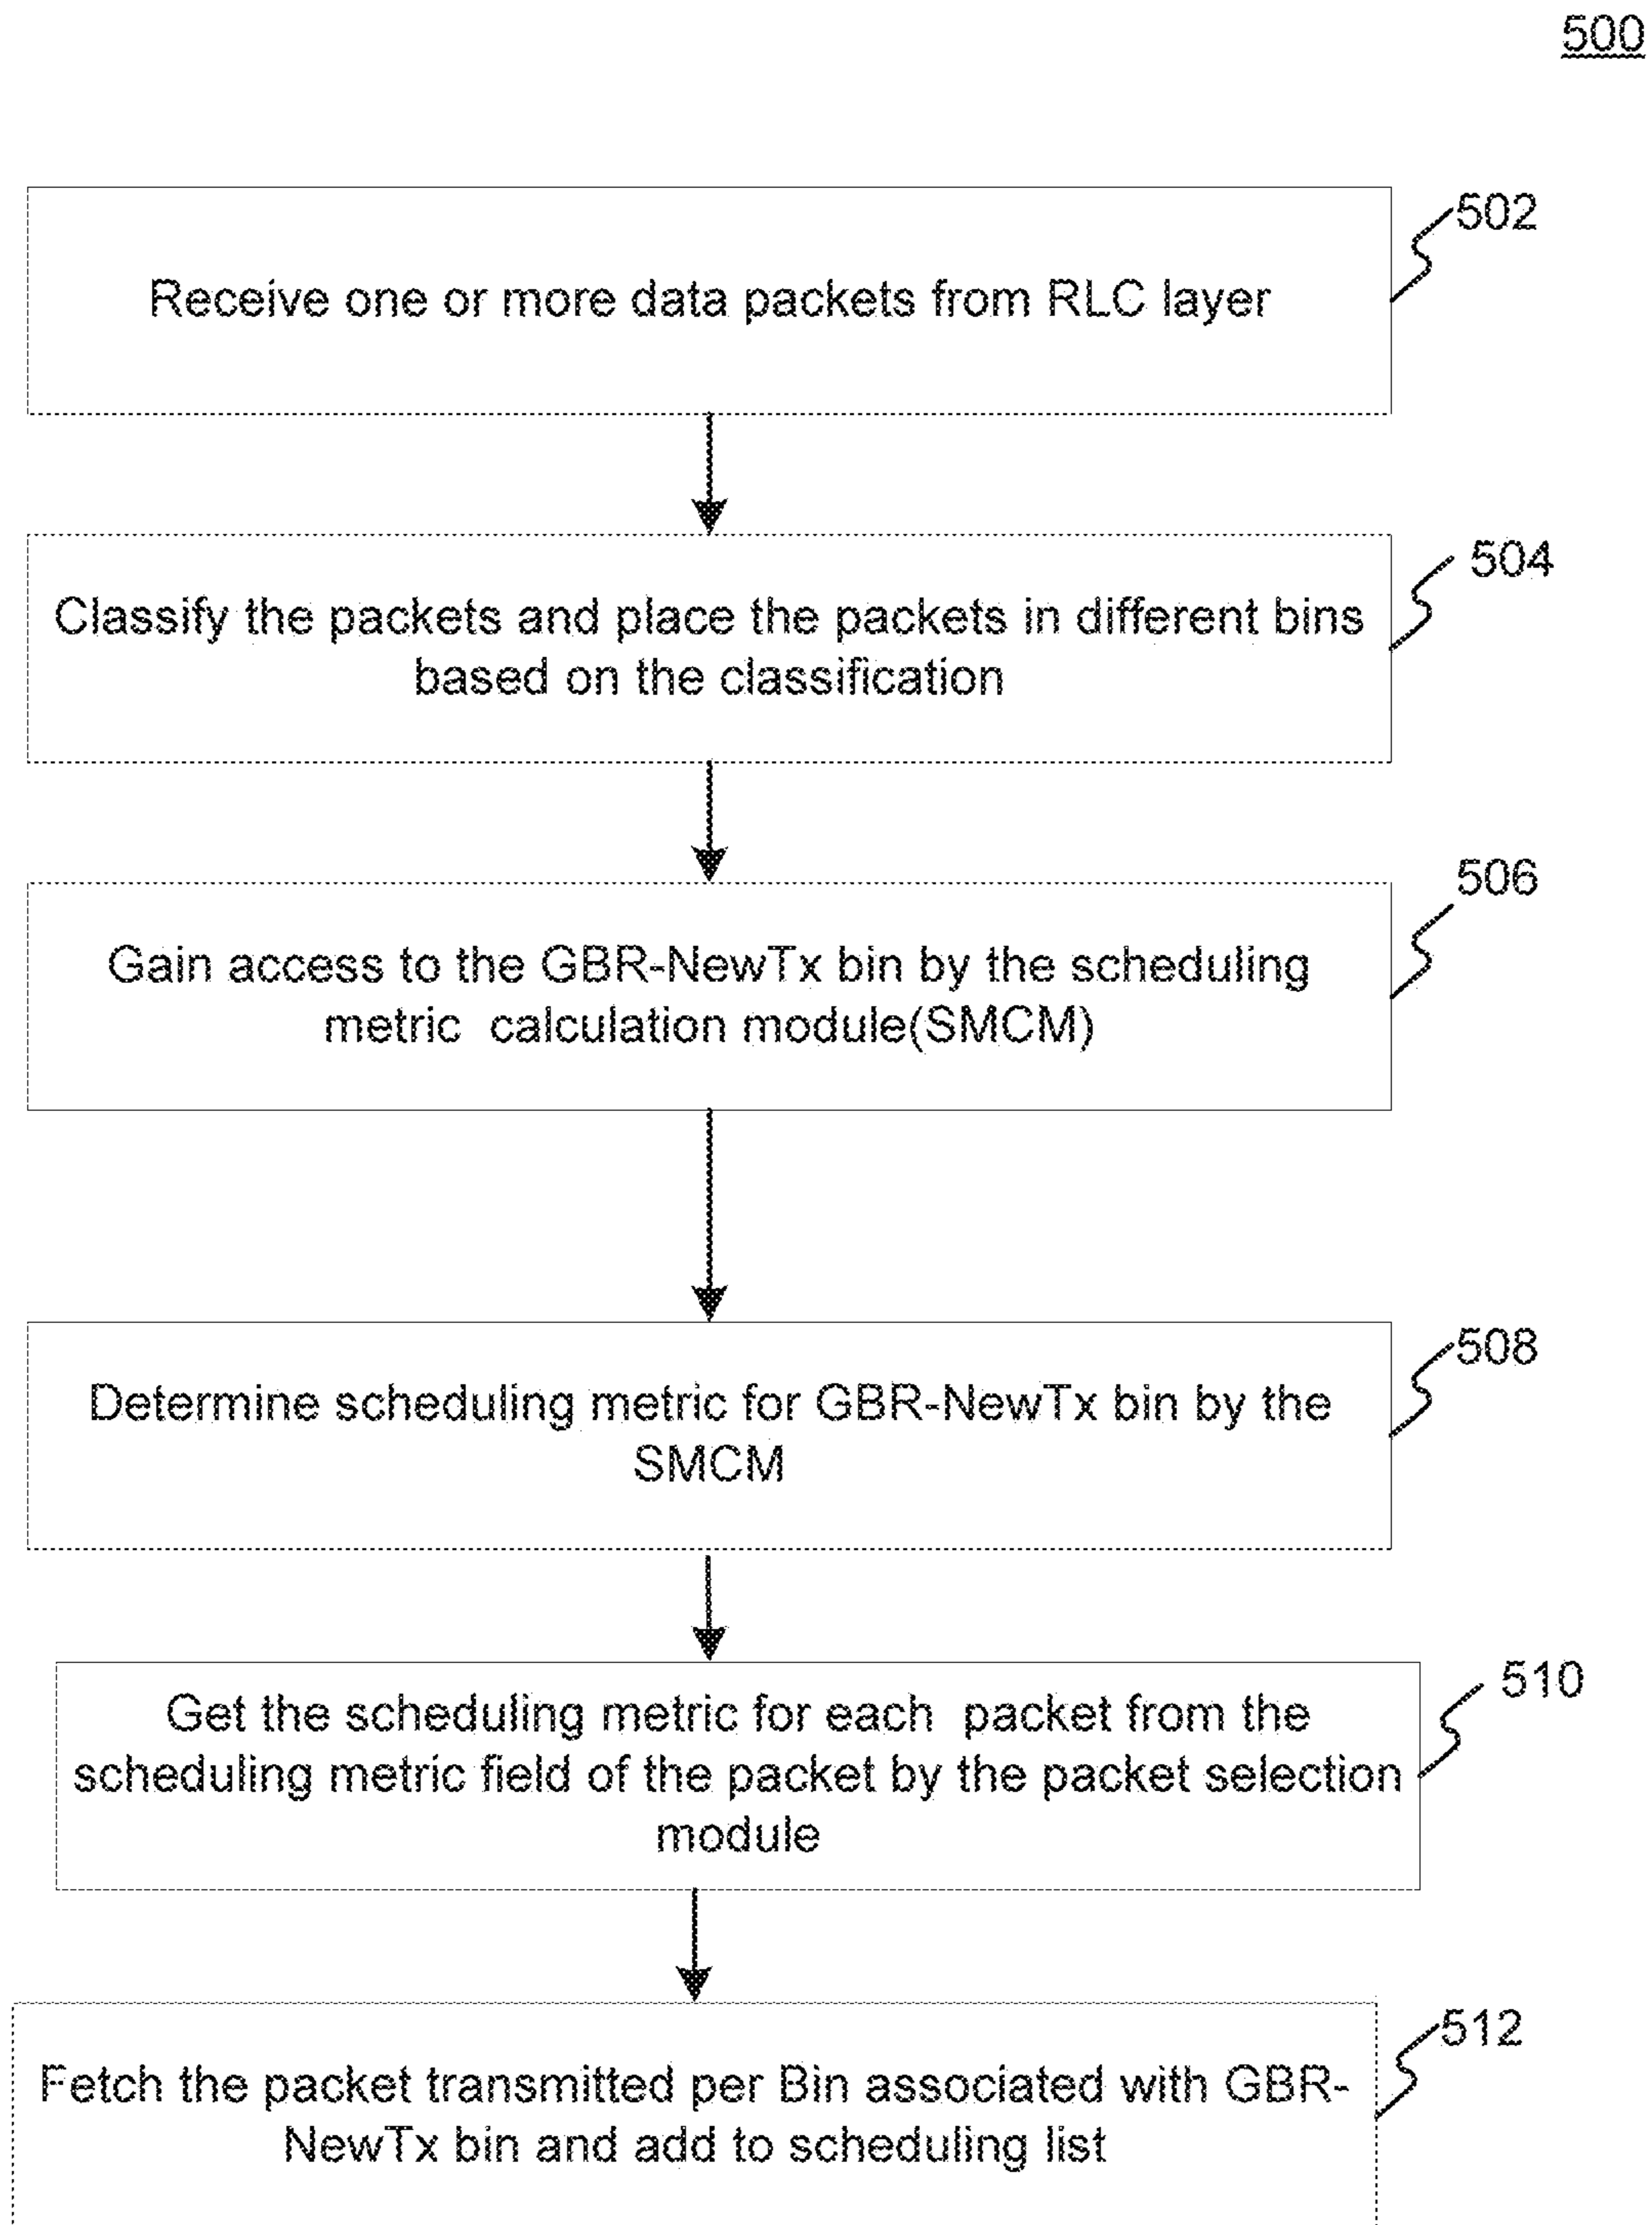 500
Receive one or more data packets from RLC layer
502
Classify the packets and place the packets in different bins
based on the classification
504
Gain access to the GBR-NewTx bin by the scheduling
metric calculation module(SMCM)
506
Determine scheduling metric for GBR-NewTx bin by the
SMCM
508
Get the scheduling metric for each packet from the
scheduling metric field of the packet by the packet selection
module
510
Fetch the packet transmitted per Bin associated with GBR-
NewTx bin and add to scheduling list
512